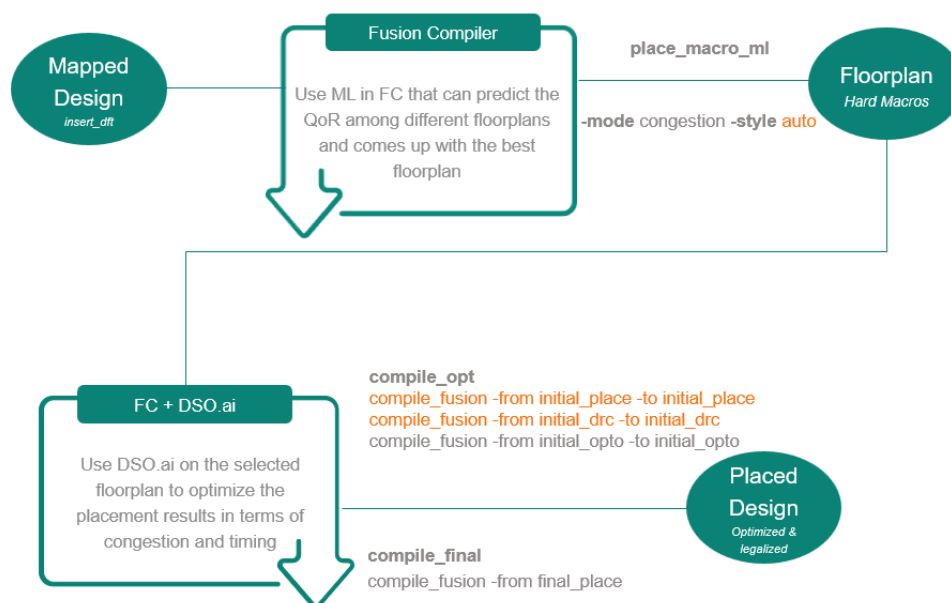 Fusion Compiler
Mapped
Design
insert_dft
Use ML in FC that can predict the
QoR among different floorplans
and comes up with the best
floorplan
place_macro_ml
-mode congestion -style auto
Floorplan
Hard Macros
FC + DSO.ai
Use DSO.ai on the selected
floorplan to optimize the
placement results in terms of
congestion and timing
compile_opt
compile_fusion -from initial_place -to initial_place
compile_fusion -from initial_drc -to initial_drc
compile_fusion -from initial_opto -to initial_opto
Placed
Design
Optimized &
legalized
compile_final
compile_fusion -from final_place